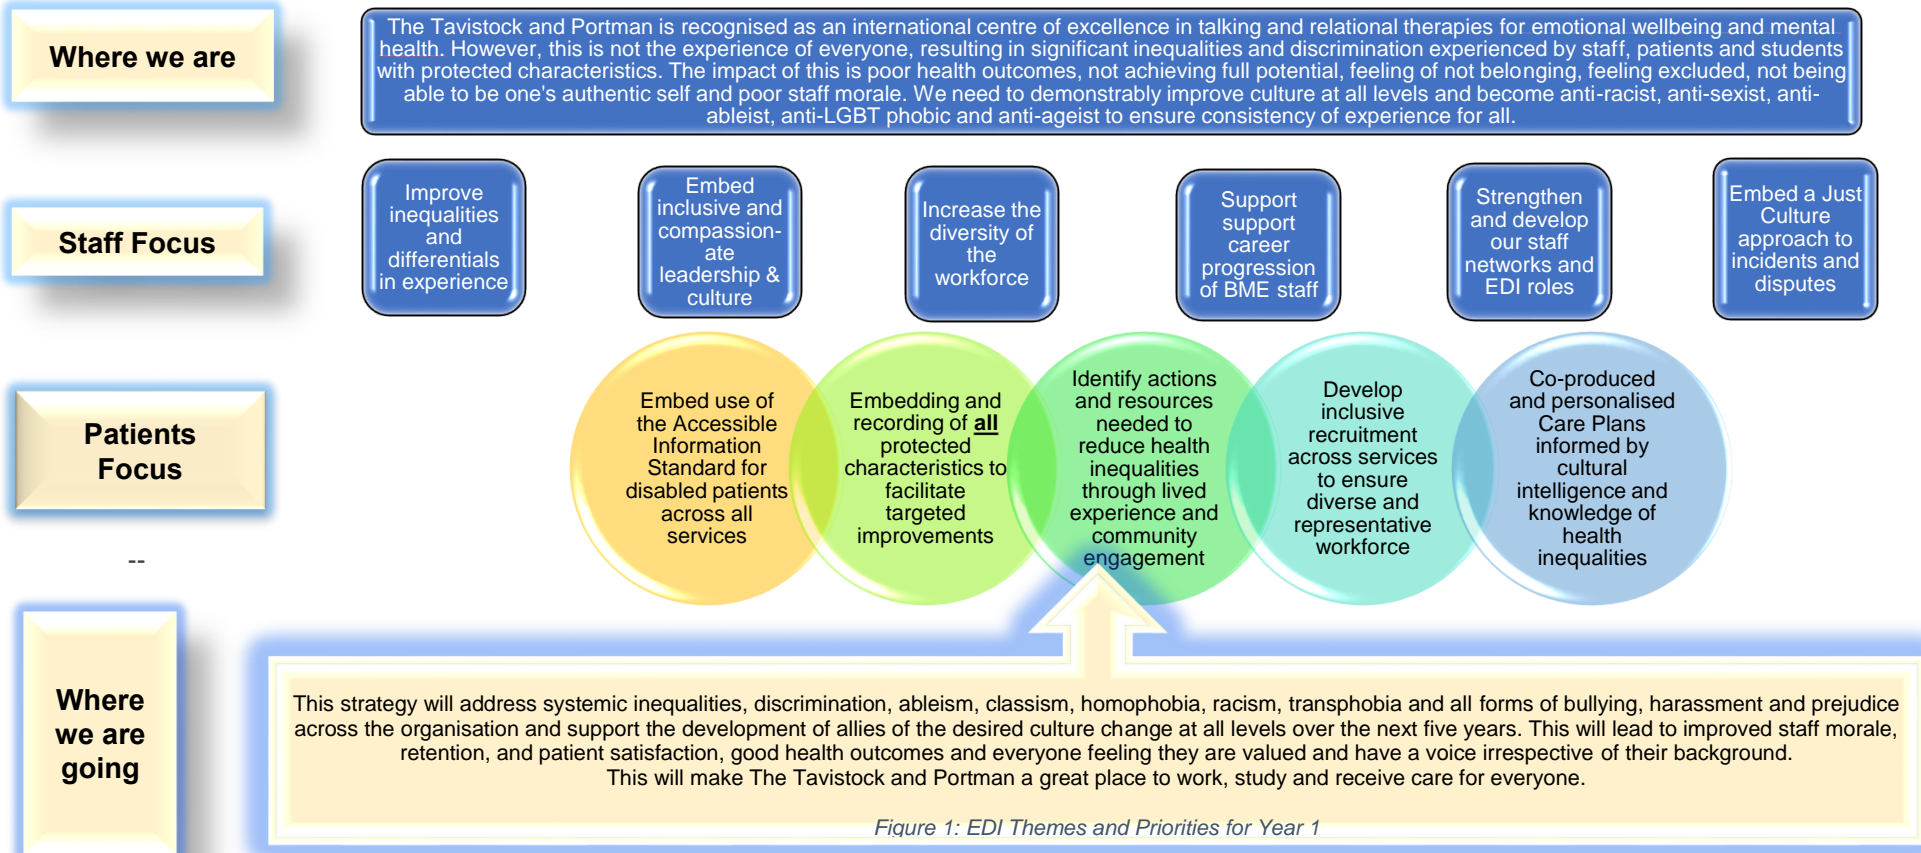 Where we are
The Tavistock and Portman is recognised as an international centre of excellence in talking and relational therapies for emotional wellbeing and mental
health. However, this is not the experience of everyone, resulting in significant inequalities and discrimination experienced by staff, patients and students
with protected characteristics. The impact of this is poor health outcomes, not achieving full potential, feeling of not belonging, feeling excluded, not being
able to be one's authentic self and poor staff morale. We need to demonstrably improve culture at all levels and become anti-racist, anti-sexist, anti-
ableist, anti-LGBT phobic and anti-ageist to ensure consistency of experience for all.
Staff Focus
Improve
inequalities
and
differentials
in experience
Embed
inclusive and
compassion-
ate
leadership &
culture
Increase the
diversity of
the
workforce
Support
support
career
progression
of BME staff
Strengthen
and develop
our staff
networks and
EDI roles
Embed a Just
Culture
approach to
incidents and
disputes
Patients
Focus
Embed use of
the Accessible
Information
Standard for
disabled patients
across all
services
Embedding and
recording of all
protected
characteristics to
facilitate
targeted
improvements
Identify actions
and resources
needed to
reduce health
inequalities
through lived
experience and
community
engagement
Develop
inclusive
recruitment
across services
to ensure
diverse and
representative
workforce
Co-produced
and personalised
Care Plans
informed by
cultural
intelligence and
knowledge of
health
inequalities
--
Where
we are
going
This strategy will address systemic inequalities, discrimination, ableism, classism, homophobia, racism, transphobia and all forms of bullying, harassment and prejudice
across the organisation and support the development of allies of the desired culture change at all levels over the next five years. This will lead to improved staff morale,
retention, and patient satisfaction, good health outcomes and everyone feeling they are valued and have a voice irrespective of their background.
This will make The Tavistock and Portman a great place to work, study and receive care for everyone.
Figure 1: EDI Themes and Priorities for Year 1